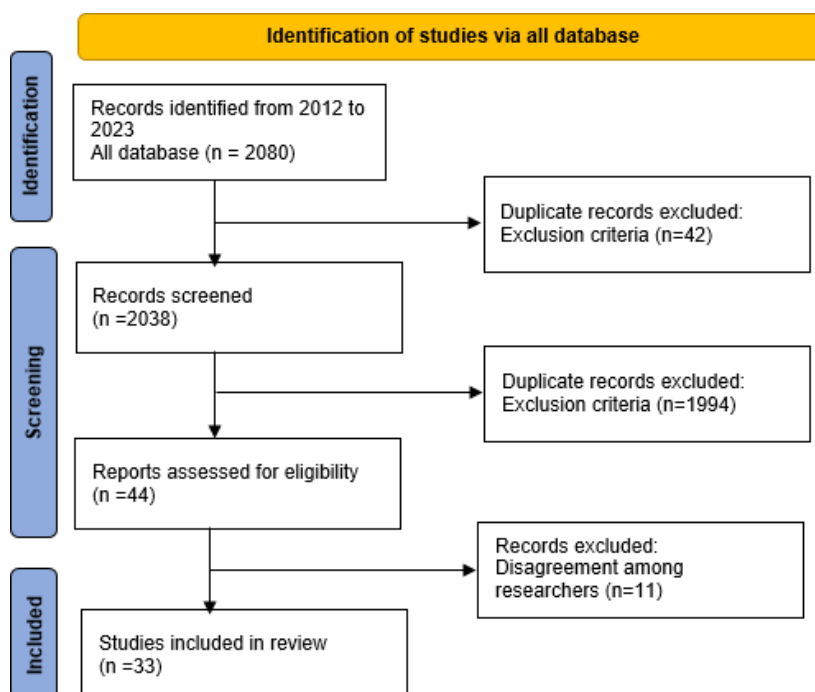 Identification of studies via all database
Identification
Records identified from 2012 to
2023
All database (n = 2080)
Duplicate records excluded:
Exclusion criteria (n=42)
Screening
Records screened
(n =2038)
Duplicate records excluded:
Exclusion criteria (n=1994)
Reports assessed for eligibility
(n =44)
Records excluded:
Disagreement among
researchers (n=11)
Included
Studies included in review
(n =33)